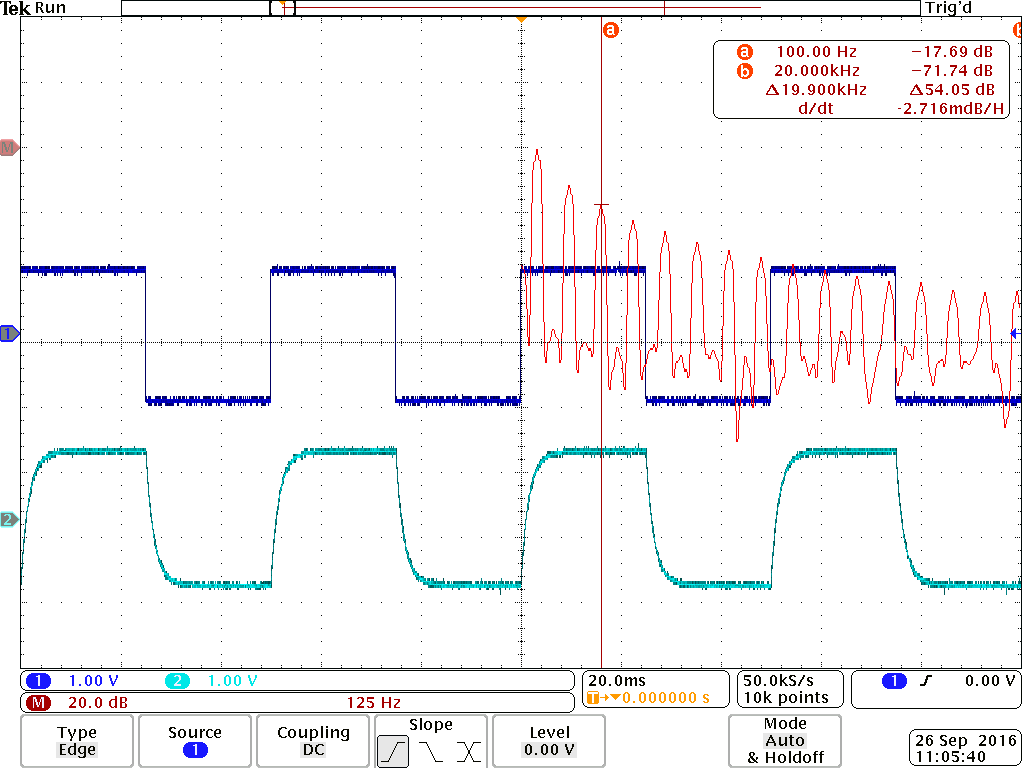 Tek Run Trig'd
a b
a 100.00 Hz −17.69 dB
b 20.000kHz −71.74 dB
Δ19.900kHz Δ54.05 dB
d/dt -2.716mdB/H
M
1
2
1 1.00 V 2 1.00 V
M 20.0 dB 125 Hz
20.0ms
T→▼0.000000 s
50.0kS/s
10k points
1 0.00 V
Type
Edge
Source
1
Coupling
DC
Slope
Level
0.00 V
Mode
Auto
& Holdoff
26 Sep 2016
11:05:40